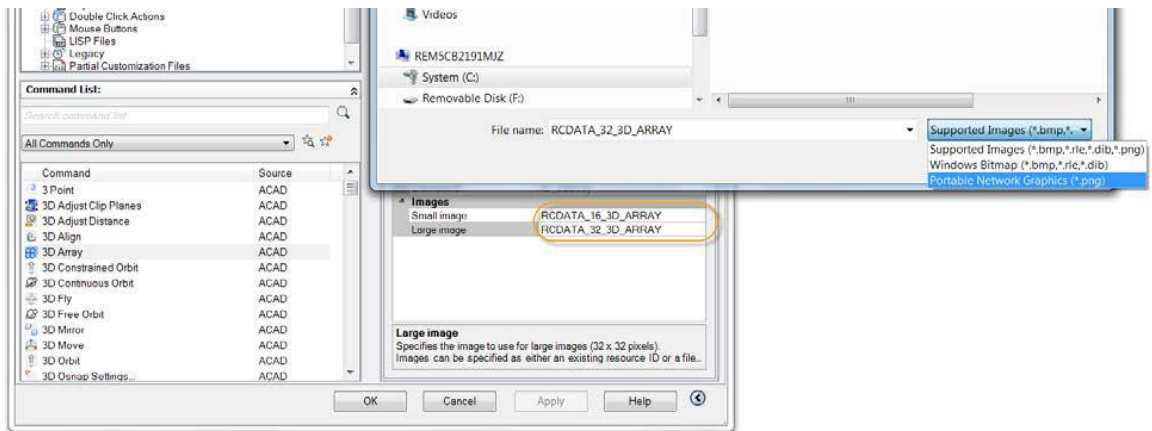 Double Click Actions
Mouse Buttons
LISP Files
Legacy
Partial Customization Files
Command List:
Search command list
All Commands Only
Command Source
3 Point ACAD
3D Adjust Clip Planes ACAD
3D Adjust Distance ACAD
3D Align ACAD
3D Array ACAD
3D Constrained Orbit ACAD
3D Continuous Orbit ACAD
3D Fly ACAD
3D Free Orbit ACAD
3D Mirror ACAD
3D Move ACAD
3D Orbit ACAD
3D Osnap Settings... ACAD
Videos
REM5CB2191MJZ
System (C:)
Removable Disk (F:)
File name: RCDATA_32_3D_ARRAY
Supported Images (*.bmp,*.
Supported Images (*.bmp,*.rle,*.dib,*.png)
Windows Bitmap (*.bmp,*.rle,*.dib)
Portable Network Graphics (*.png)
Images
Small image RCDATA_16_3D_ARRAY
Large image RCDATA_32_3D_ARRAY
Large image
Specifies the image to use for large images (32 x 32 pixels).
Images can be specified as either an existing resource ID or a file...
OK Cancel Apply Help